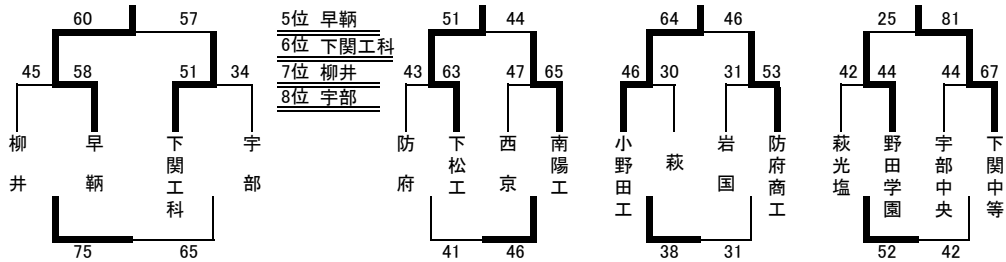 60 57
45 58 51 34
柳井
早鞆
下関工科
宇部
75 65
5位 早鞆
6位 下関工科
7位 柳井
8位 宇部
51 44
43 63 47 65
防府
下松工
西京
南陽工
41 46
64 46
46 30 31 53
小野田工
萩
岩国
防府商工
38 31
25 81
42 44 44 67
萩光塩
野田学園
宇部中央
下関中等
52 42